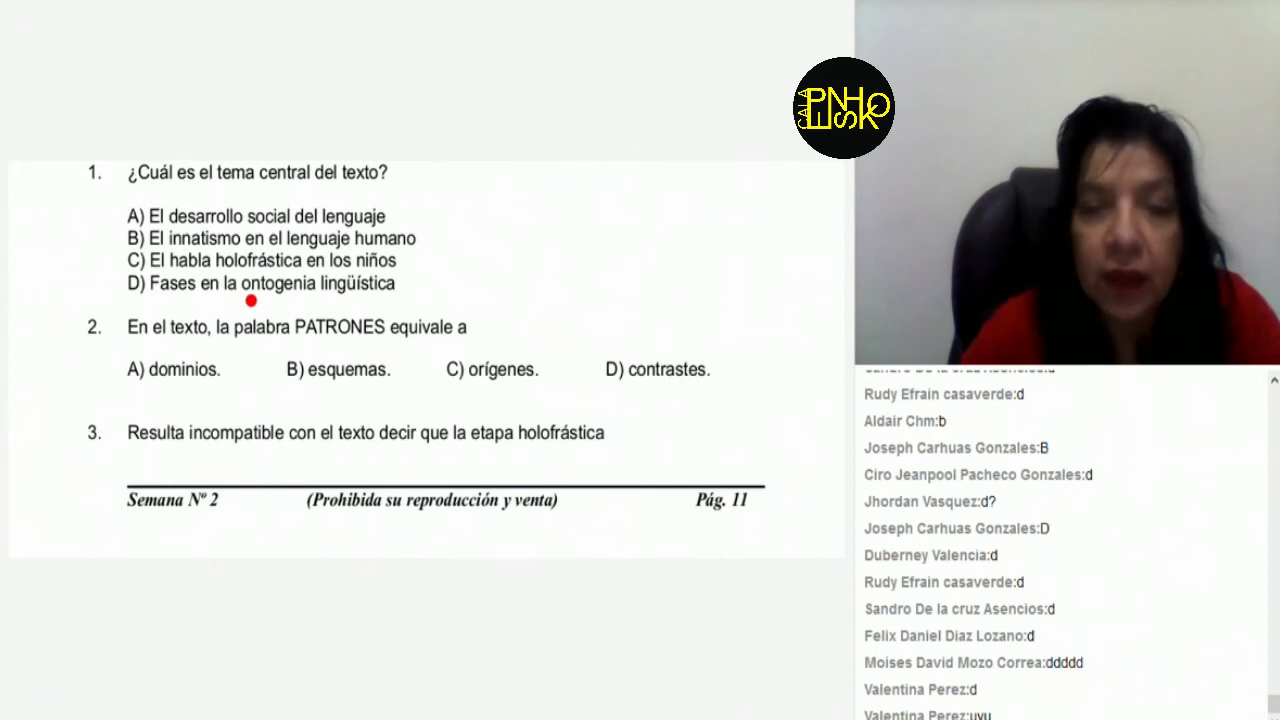 1. ¿Cuál es el tema central del texto?
A) El desarrollo social del lenguaje
B) El innatismo en el lenguaje humano
C) El habla holofrástica en los niños
D) Fases en la ontogenia lingüística
2. En el texto, la palabra PATRONES equivale a
A) dominios. B) esquemas. C) orígenes. D) contrastes.
3. Resulta incompatible con el texto decir que la etapa holofrástica
Semana Nº 2 (Prohibida su reproducción y venta) Pág. 11
Rudy Efrain casaverde:d
Aldair Chm:b
Joseph Carhuas Gonzales:B
Ciro Jeanpool Pacheco Gonzales:d
Jhordan Vasquez:d?
Joseph Carhuas Gonzales:D
Duberney Valencia:d
Rudy Efrain casaverde:d
Sandro De la cruz Asencios:d
Felix Daniel Diaz Lozano:d
Moises David Mozo Correa:ddddd
Valentina Perez:d
Valentina Perez:uyu